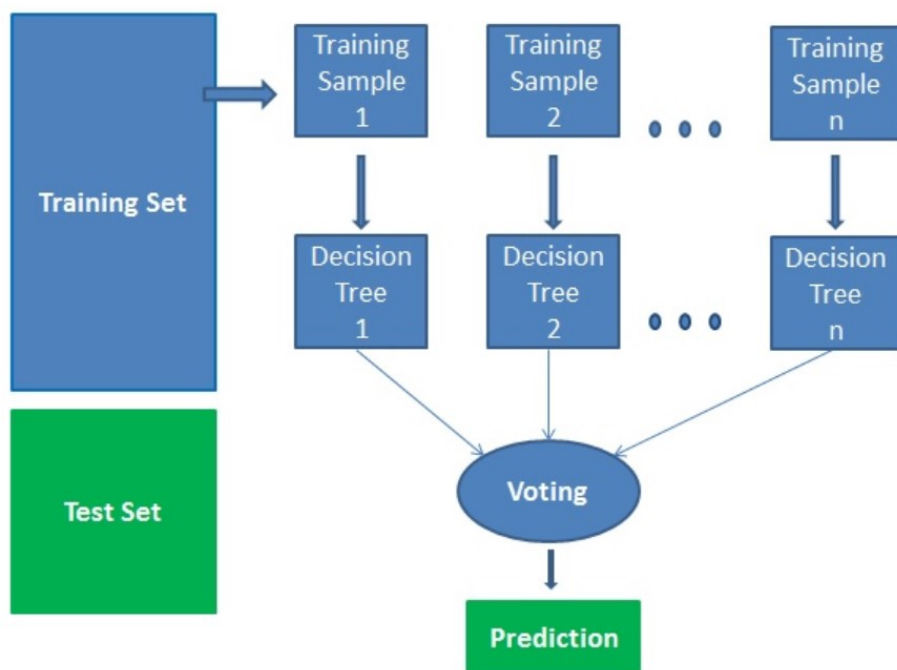 Training Set
Training
Sample
1
Training
Sample
2
Training
Sample
n
Decision
Tree
1
Decision
Tree
2
Decision
Tree
n
Test Set
Voting
Prediction